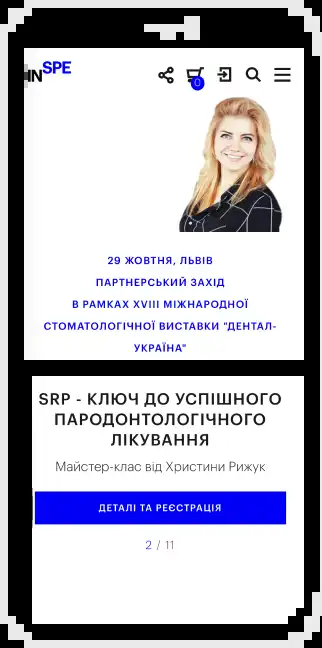 INSPE
0
29 ЖОВТНЯ, ЛЬВІВ
ПАРТНЕРСЬКИЙ ЗАХІД
В РАМКАХ XVIII МІЖНАРОДНОЇ
СТОМАТОЛОГІЧНОЇ ВИСТАВКИ "ДЕНТАЛ-
УКРАЇНА"
SRP - КЛЮЧ ДО УСПІШНОГО
ПАРОДОНТОЛОГІЧНОГО
ЛІКУВАННЯ
Майстер-клас від Христини Рижук
ДЕТАЛІ ТА РЕЄСТРАЦІЯ
2 / 11